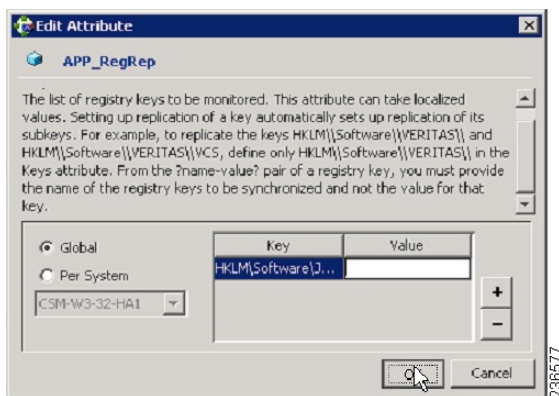 Edit Attribute
APP_RegRep
The list of registry keys to be monitored. This attribute can take localized
values. Setting up replication of a key automatically sets up replication of its
subkeys. For example, to replicate the keys HKLM\\Software\\VERITAS\\ and
HKLM\\Software\\VERITAS\\VCS, define only HKLM\\Software\\VERITAS\\ in the
Keys attribute. From the ?name-value? pair of a registry key, you must provide
the name of the registry keys to be synchronized and not the value for that
key.
Global
Per System
CSM-W3-32-HA1
Key Value
HKLM\Software\J...
+
−
Cancel
236577